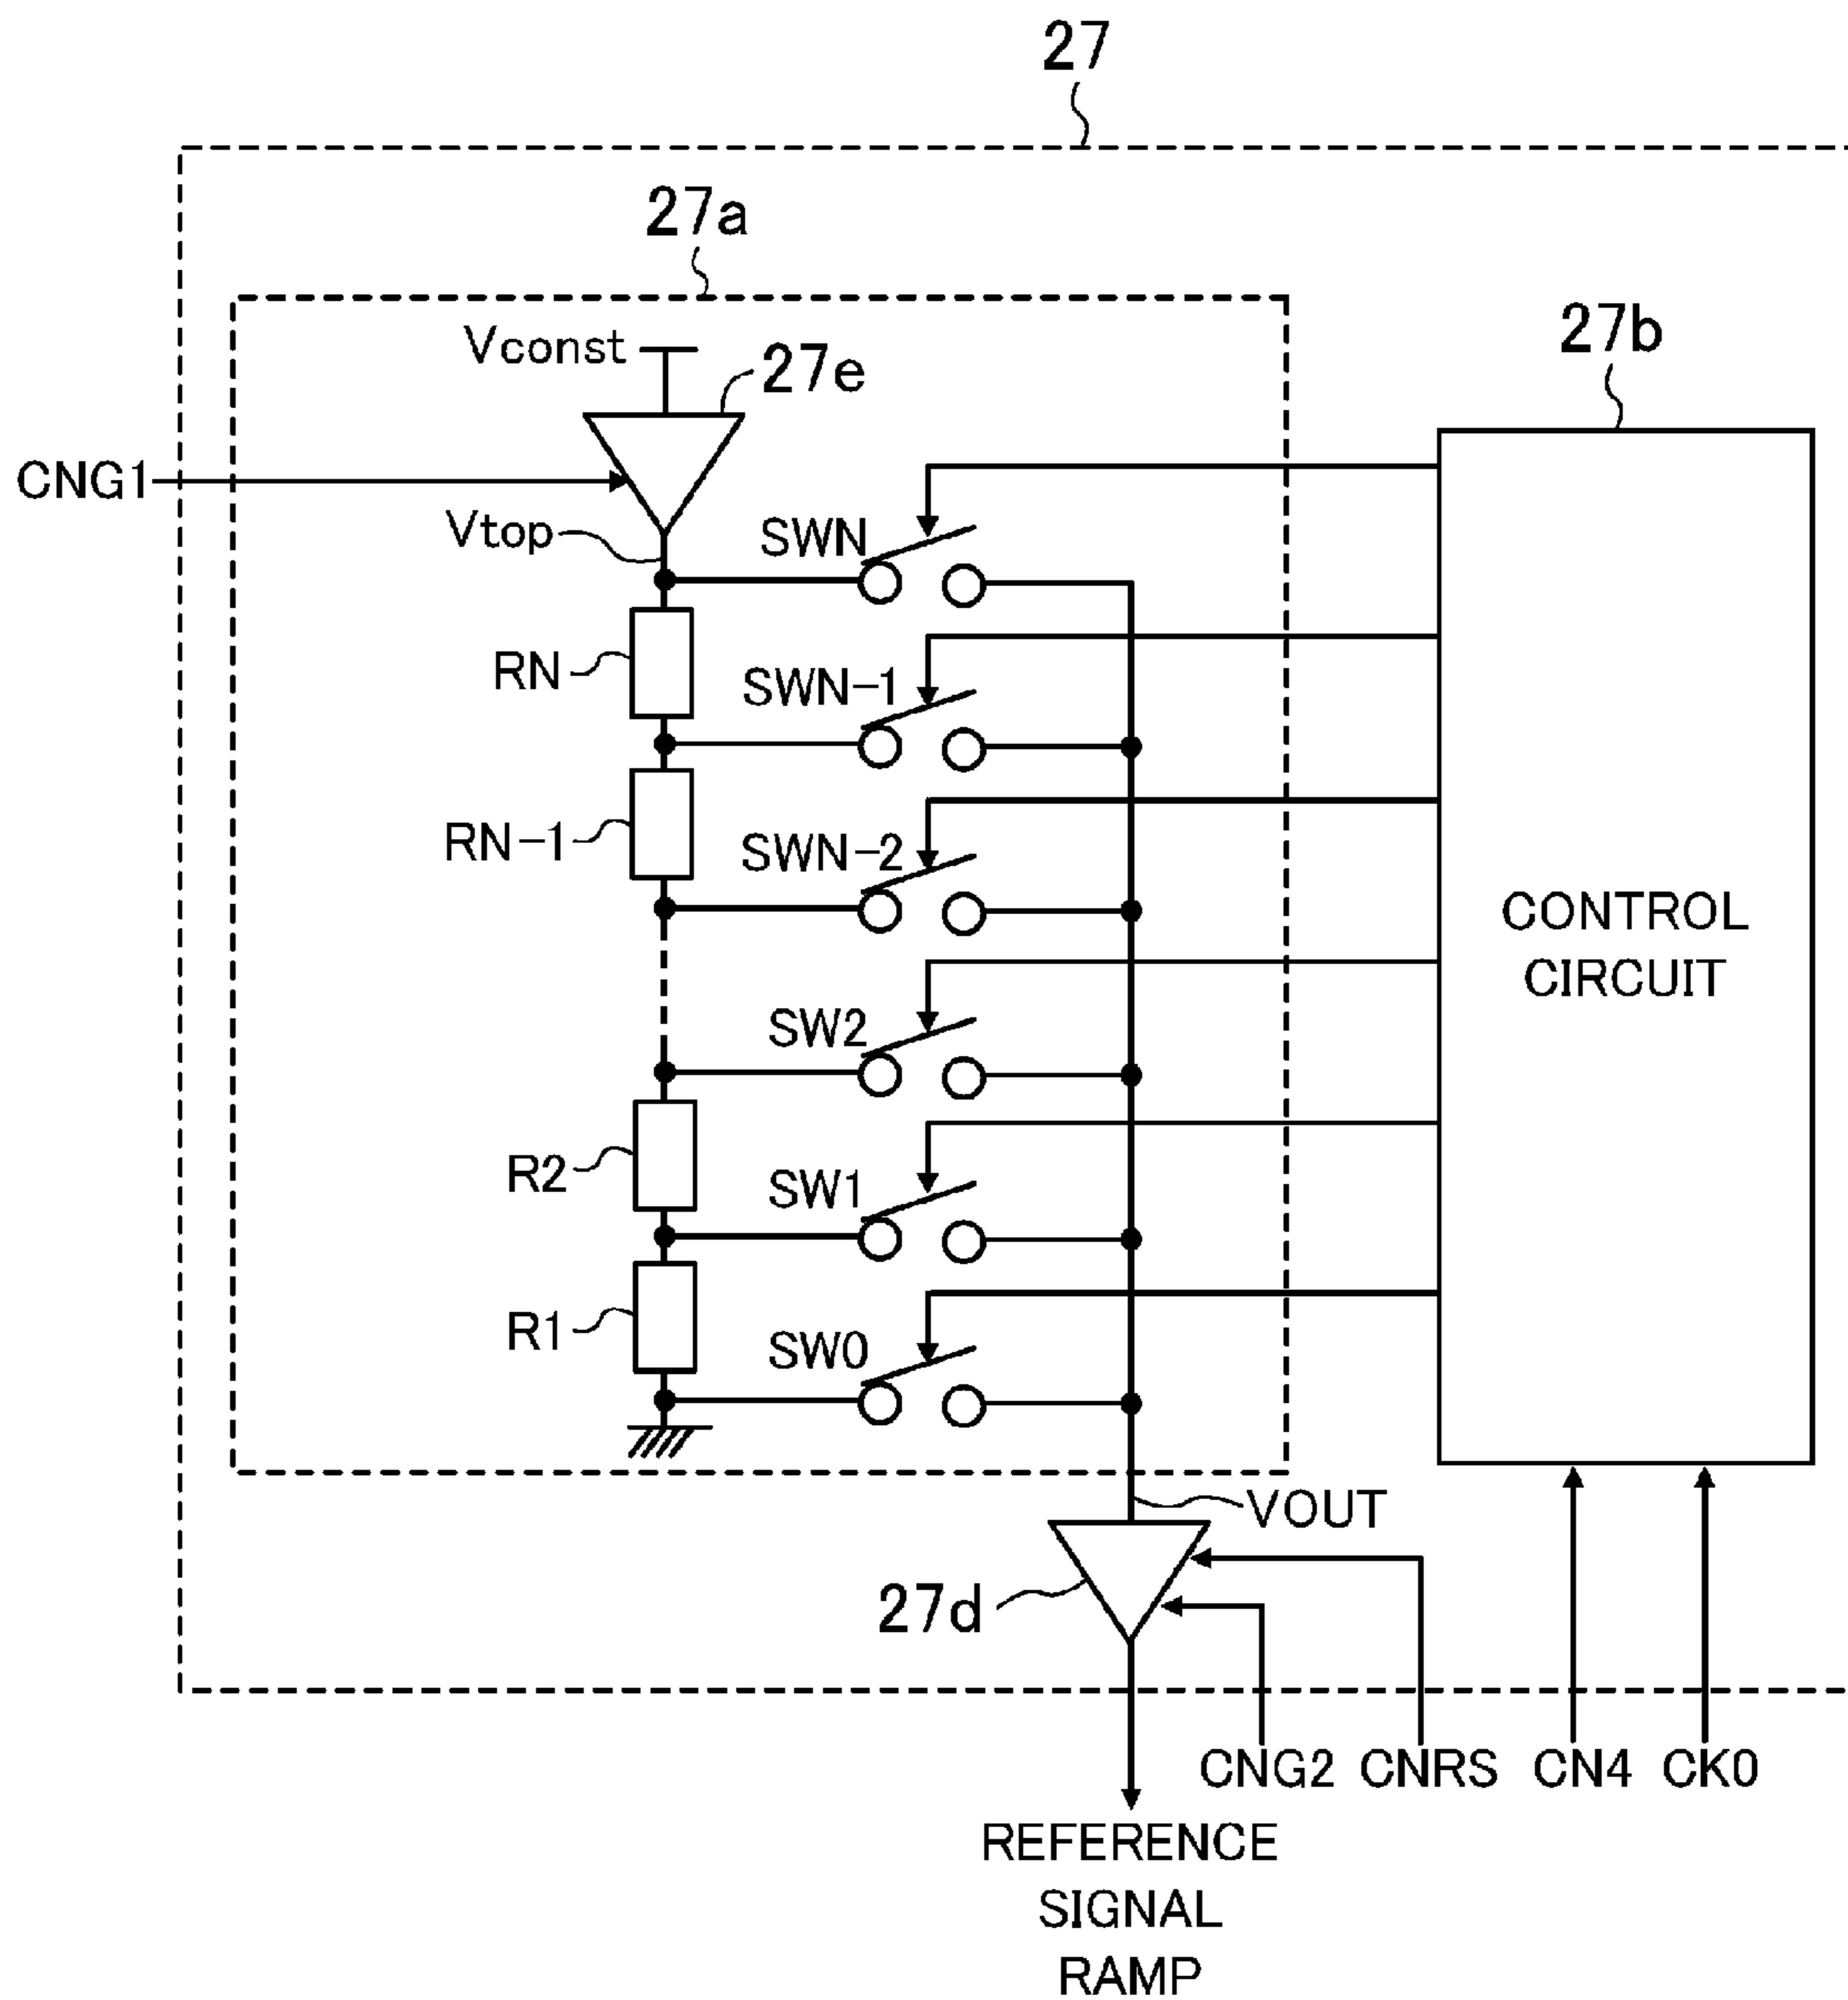 27
27a
Vconst
27e
27b
CNG1
Vtop
SWN
RN
SWN-1
RN-1
SWN-2
CONTROL
CIRCUIT
SW2
R2
SW1
R1
SW0
VOUT
27d
CNG2
CNRS
CN4
CK0
REFERENCE
SIGNAL
RAMP